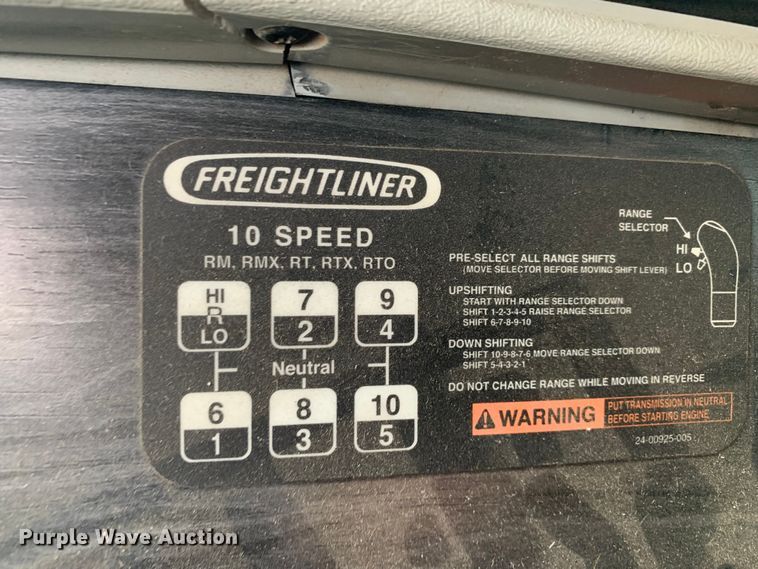 FREIGHTLINER
10 SPEED
RM, RMX, RT, RTX, RTO
HI
R
LO
7
2
9
4
Neutral
6
1
8
3
10
5
RANGE
SELECTOR
HI
LO
PRE-SELECT ALL RANGE SHIFTS
(MOVE SELECTOR BEFORE MOVING SHIFT LEVER)
UPSHIFTING
START WITH RANGE SELECTOR DOWN
SHIFT 1-2-3-4-5 RAISE RANGE SELECTOR
SHIFT 6-7-8-9-10
DOWN SHIFTING
SHIFT 10-9-8-7-6 MOVE RANGE SELECTOR DOWN
SHIFT 5-4-3-2-1
DO NOT CHANGE RANGE WHILE MOVING IN REVERSE
WARNING
PUT TRANSMISSION IN NEUTRAL
BEFORE STARTING ENGINE
24-00925-005
Purple Wave Auction